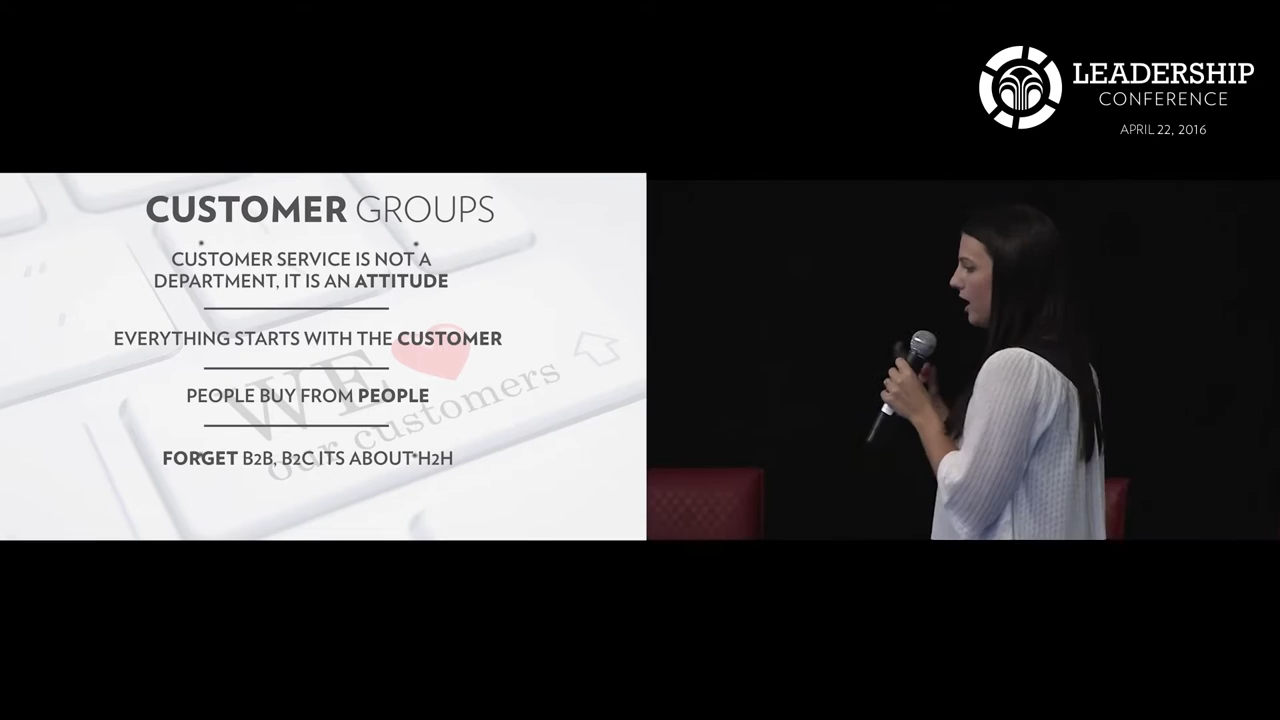 LEADERSHIP
CONFERENCE
APRIL 22, 2016
CUSTOMER GROUPS
CUSTOMER SERVICE IS NOT A
DEPARTMENT, IT IS AN ATTITUDE
EVERYTHING STARTS WITH THE CUSTOMER
PEOPLE BUY FROM PEOPLE
FORGET B2B, B2C ITS ABOUT H2H
WE
our customers